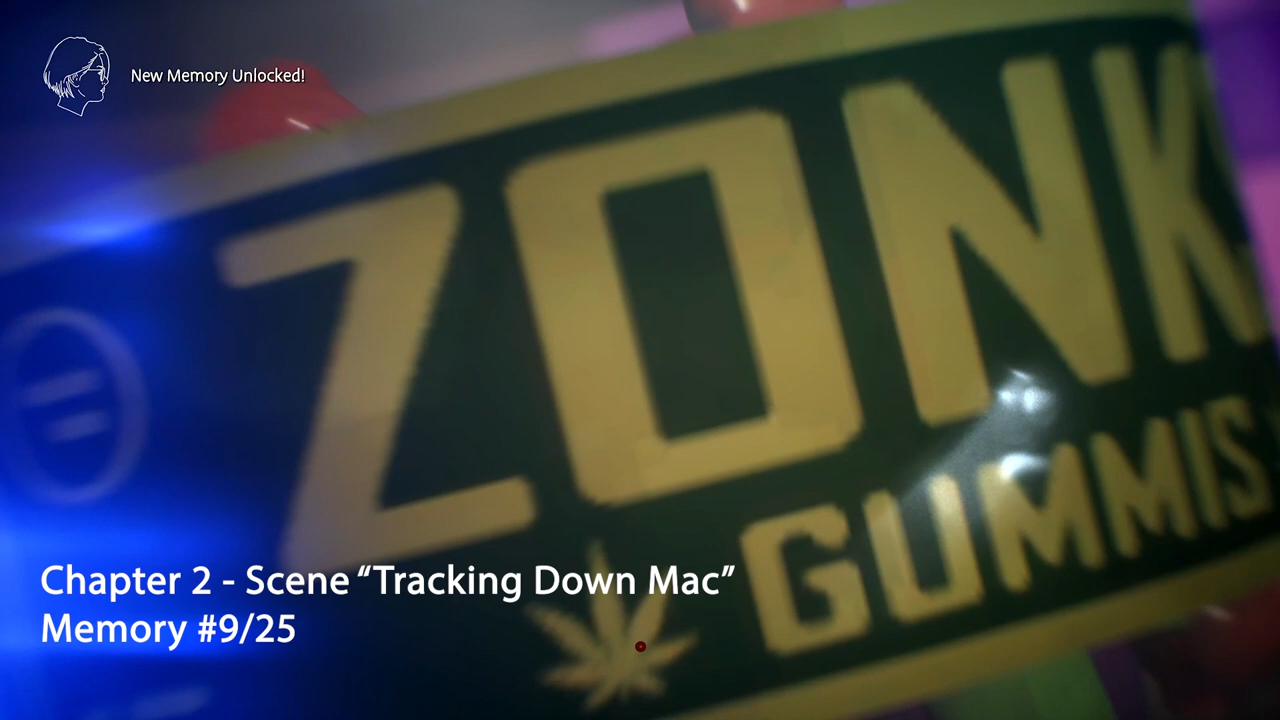 New Memory Unlocked!
ZONK
GUMMIS
Chapter 2 - Scene “Tracking Down Mac”
Memory #9/25